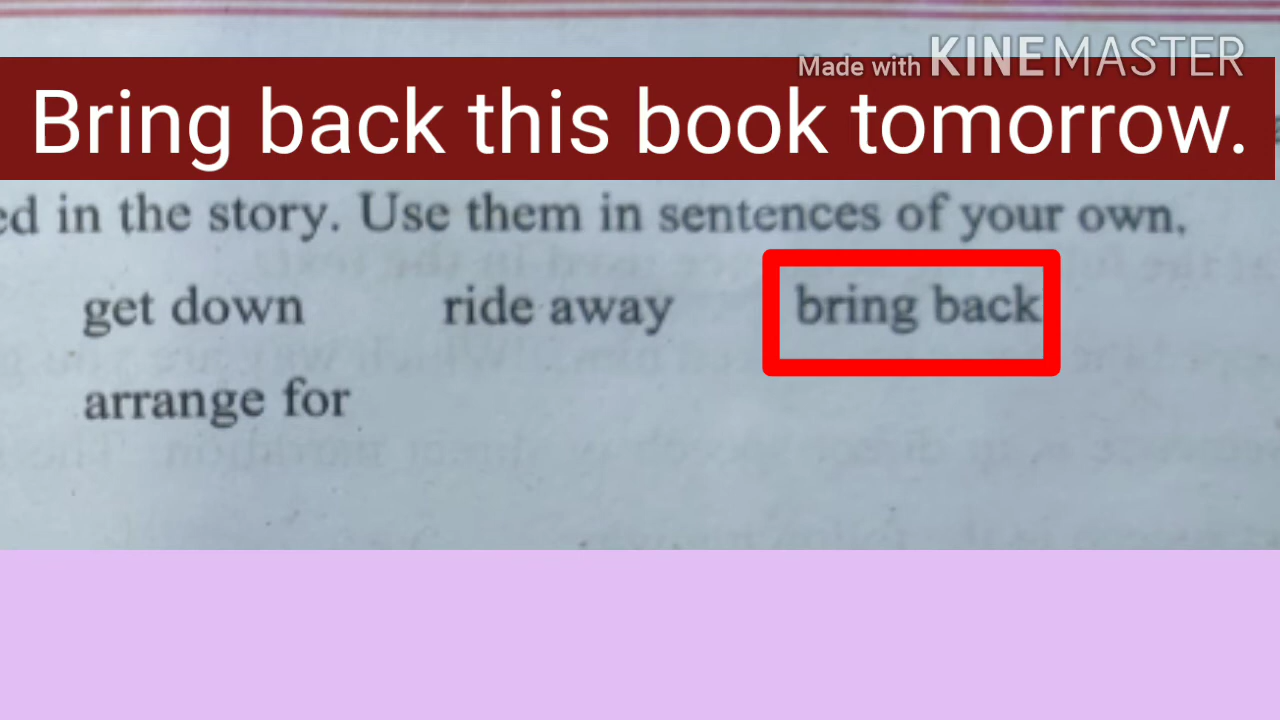 Made with KINEMASTER
Bring back this book tomorrow.
ed in the story. Use them in sentences of your own.
get down ride away bring back
arrange for